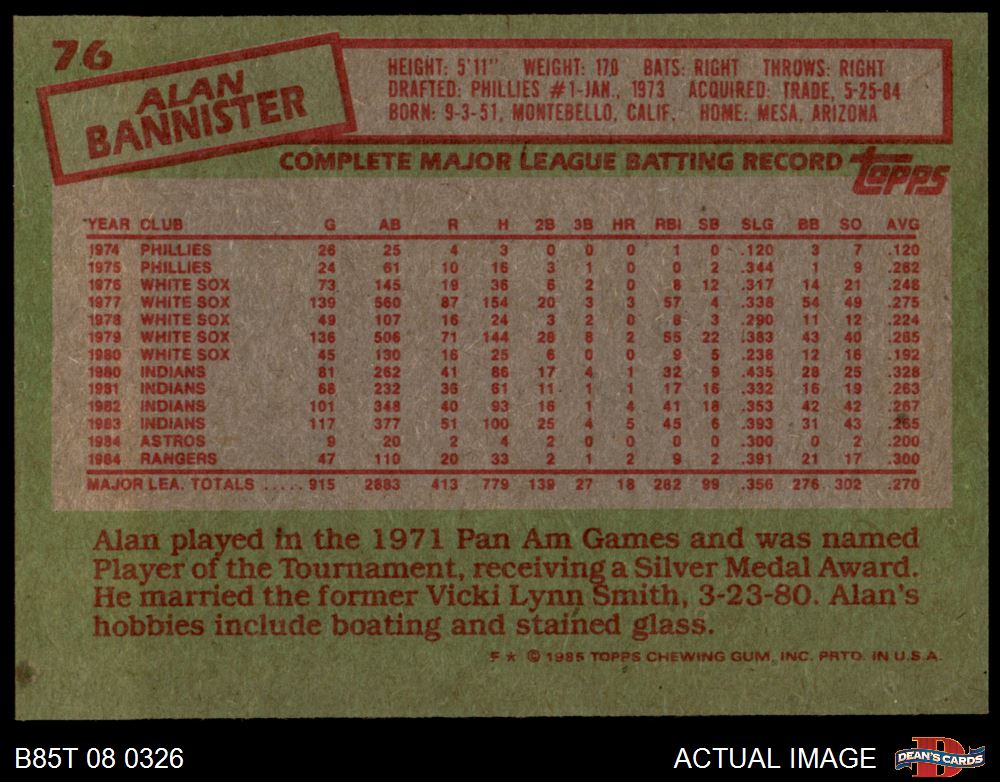 76
ALAN
BANNISTER
HEIGHT: 5'11" WEIGHT: 170 BATS: RIGHT THROWS: RIGHT
DRAFTED: PHILLIES #1-JAN., 1973 ACQUIRED: TRADE, 5-25-84
BORN: 9-3-51, MONTEBELLO, CALIF. HOME: MESA, ARIZONA
COMPLETE MAJOR LEAGUE BATTING RECORD topps
YEAR CLUB G AB R H 2B 3B HR RBI SB SLG BB SO AVG
1974 PHILLIES 26 25 4 3 0 0 0 1 0 .120 3 7 .120
1975 PHILLIES 24 61 10 16 3 1 0 0 2 .344 1 9 .262
1976 WHITE SOX 73 145 19 36 6 2 0 8 12 .317 14 21 .248
1977 WHITE SOX 139 560 87 154 20 3 3 57 4 .338 54 49 .275
1978 WHITE SOX 49 107 16 24 3 2 0 8 3 .290 11 12 .224
1979 WHITE SOX 136 506 71 144 28 8 2 55 22 .383 43 40 .285
1980 WHITE SOX 45 130 16 25 6 0 0 9 5 .238 12 16 .192
1980 INDIANS 81 262 41 86 17 4 1 32 9 .435 28 25 .328
1981 INDIANS 68 232 36 61 11 1 1 17 16 .332 16 19 .263
1982 INDIANS 101 348 40 93 16 1 4 41 18 .353 42 42 .267
1983 INDIANS 117 377 51 100 25 4 5 45 6 .393 31 43 .265
1984 ASTROS 9 20 2 4 2 0 0 0 0 .300 0 2 .200
1984 RANGERS 47 110 20 33 2 1 2 9 2 .391 21 17 .300
MAJOR LEA. TOTALS ..... 915 2883 413 779 139 27 18 282 99 .356 276 302 .270
Alan played in the 1971 Pan Am Games and was named
Player of the Tournament, receiving a Silver Medal Award.
He married the former Vicki Lynn Smith, 3-23-80. Alan's
hobbies include boating and stained glass.
F ★ © 1985 TOPPS CHEWING GUM, INC. PRTD. IN U.S.A.
B85T 08 0326 ACTUAL IMAGE D DEAN'S CARDS